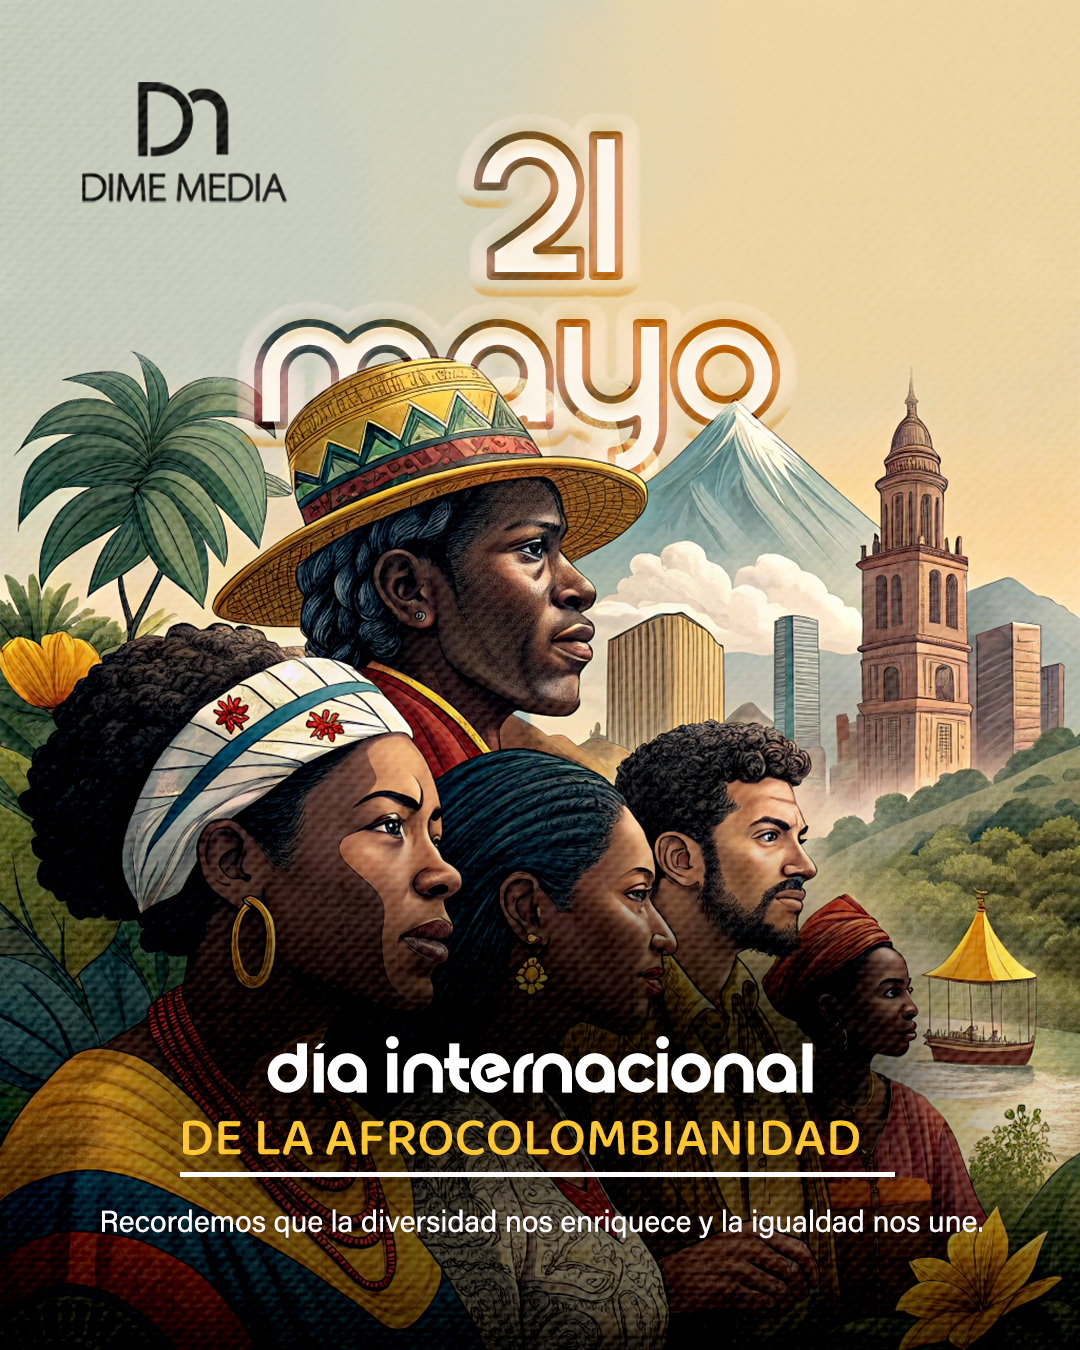 DM
DIME MEDIA
21
mayo
día internacional
DE LA AFROCOLOMBIANIDAD
Recordemos que la diversidad nos enriquece y la igualdad nos une.